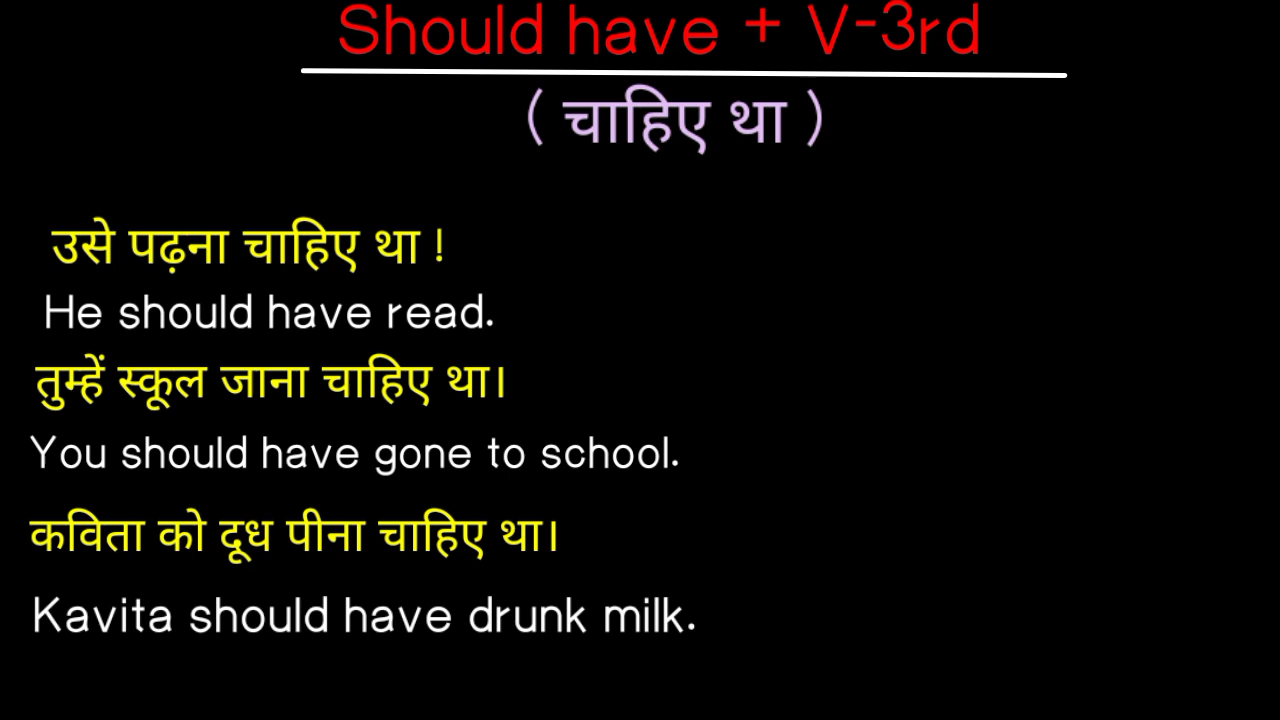 Should have + V-3rd
( चाहिए था )
उसे पढ़ना चाहिए था !
He should have read.
तुम्हें स्कूल जाना चाहिए था।
You should have gone to school.
कविता को दूध पीना चाहिए था।
Kavita should have drunk milk.